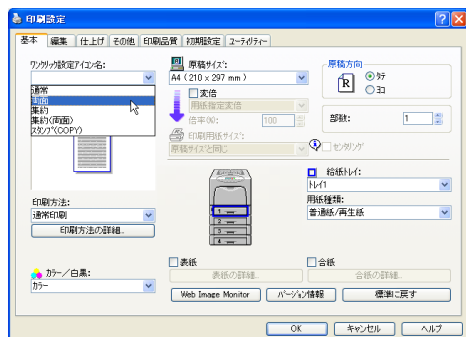 印刷設定
基本 編集 仕上げ その他 印刷品質 初期設定 ユーティリティー
ワンクリック設定アイコン名:
通常
両面
集約
集約(両面)
スタンプ(COPY)
印刷方法:
通常印刷
印刷方法の詳細..
カラー/白黒:
カラー
原稿サイズ:
A4 ( 210 x 297 mm )
変倍
用紙指定変倍
倍率(%): 100
印刷用紙サイズ:
原稿サイズと同じ
原稿方向
R
タテ
ヨコ
部数: 1
センタリング
1
2
3
4
給紙トレイ:
トレイ1
用紙種類:
普通紙/再生紙
表紙
表紙の詳細..
合紙
合紙の詳細..
Web Image Monitor バージョン情報 標準に戻す
OK キャンセル ヘルプ